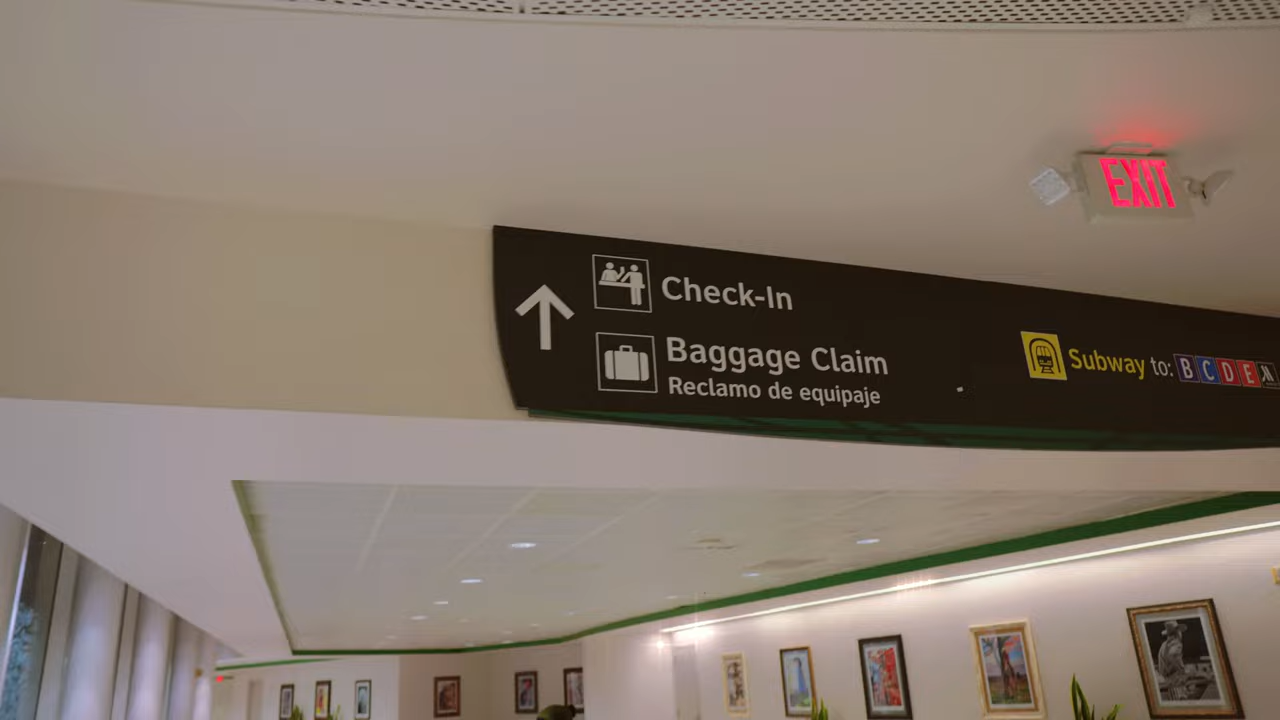 EXIT
Check-In
Baggage Claim
Reclamo de equipaje
Subway to: B C D E